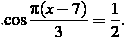 .cos π(x − 7)/3 = 1/2.